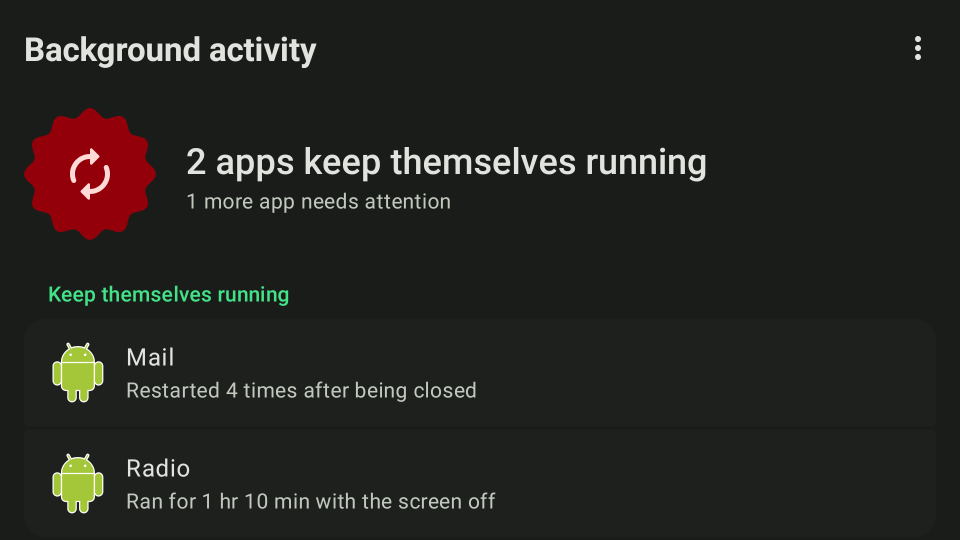 Background activity
2 apps keep themselves running
1 more app needs attention
Keep themselves running
Mail
Restarted 4 times after being closed
Radio
Ran for 1 hr 10 min with the screen off